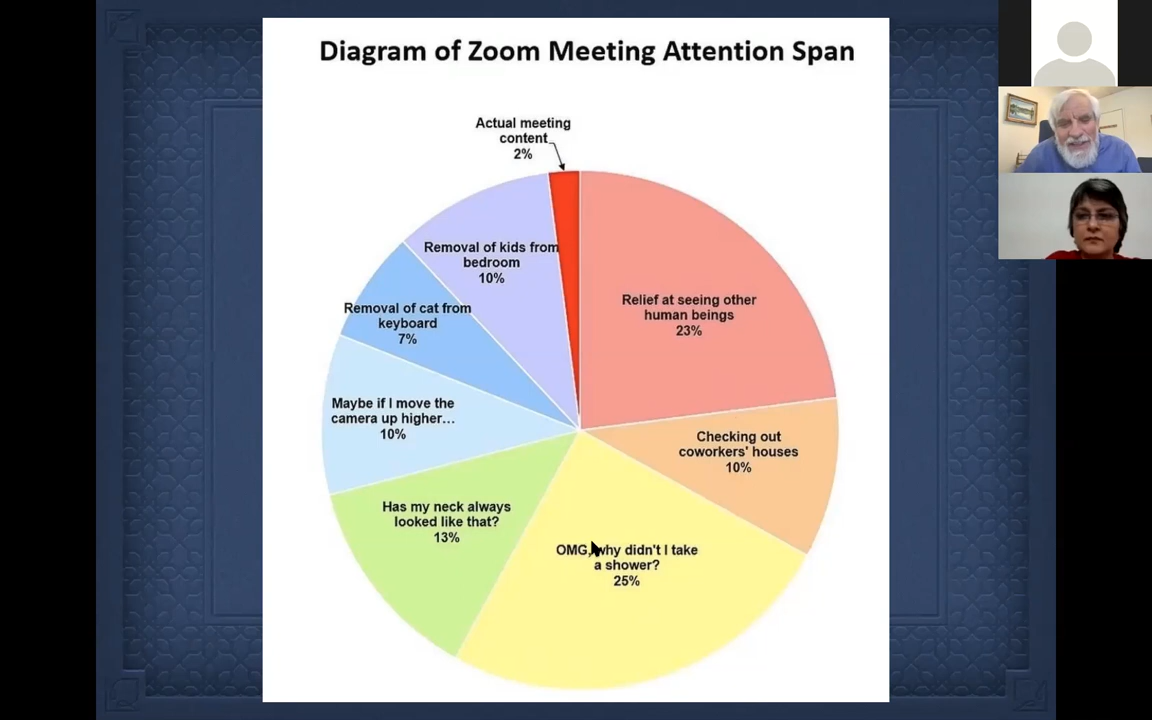 Diagram of Zoom Meeting Attention Span
Actual meeting
content
2%
Removal of kids from
bedroom
10%
Relief at seeing other
human beings
23%
Removal of cat from
keyboard
7%
Maybe if I move the
camera up higher...
10%
Checking out
coworkers' houses
10%
Has my neck always
looked like that?
13%
OMG, why didn't I take
a shower?
25%